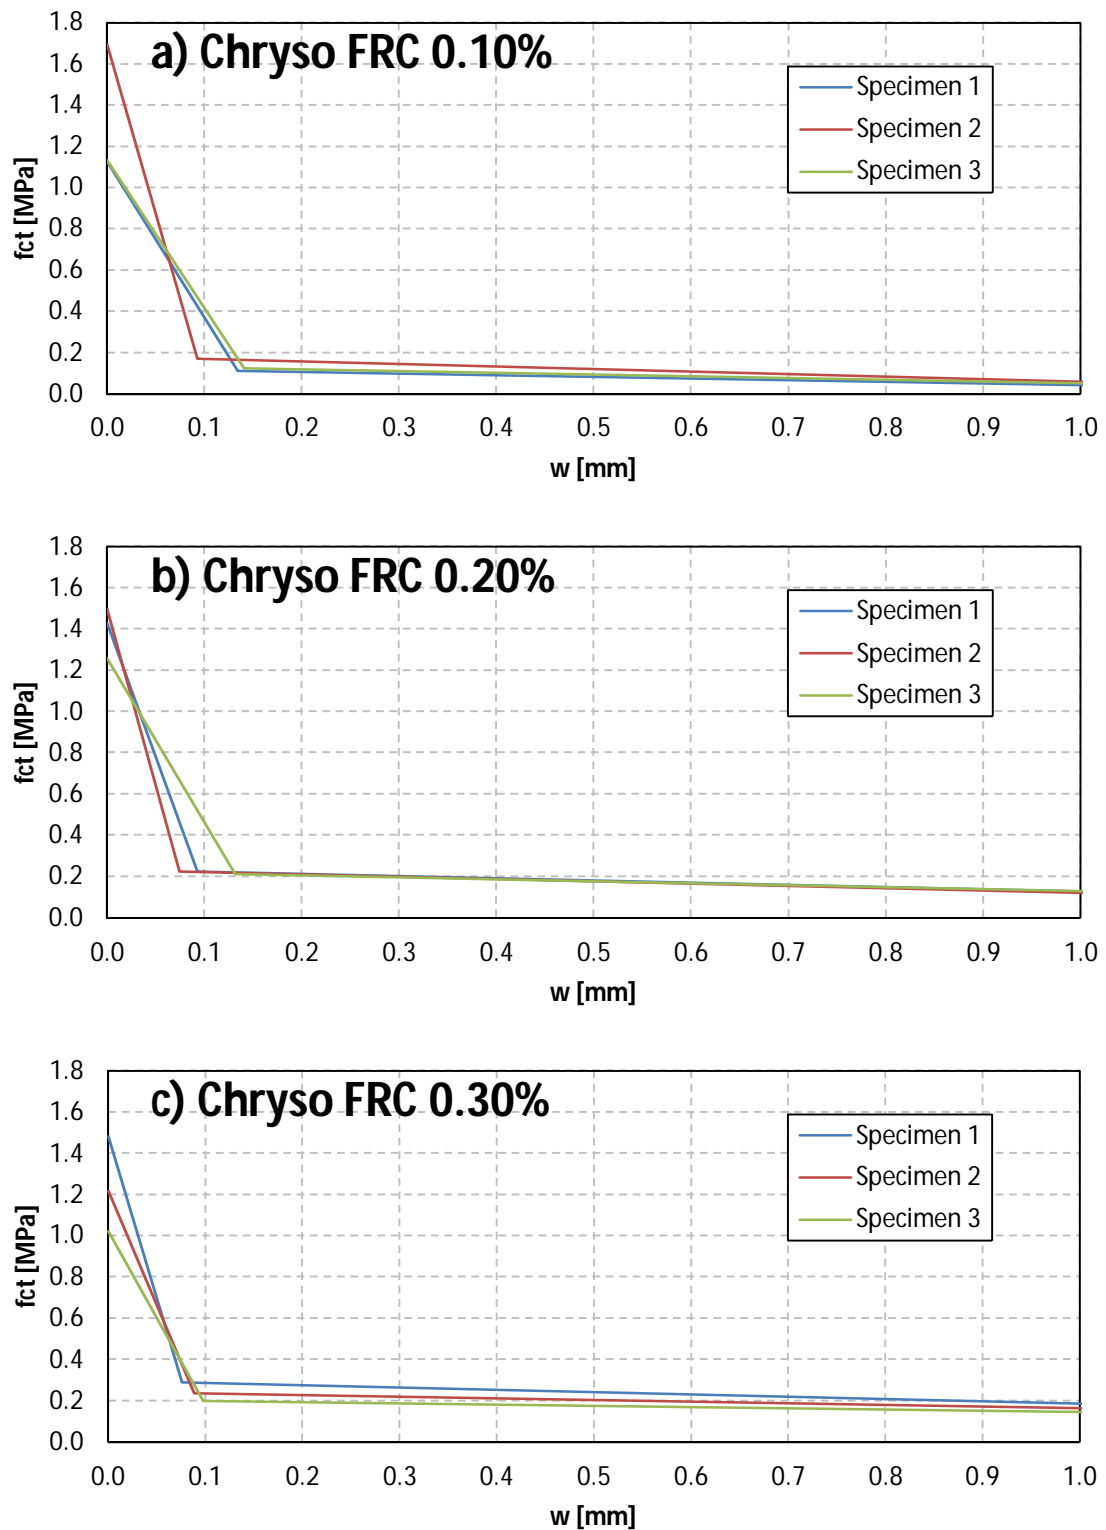 a) Chryso FRC 0.10%
fct [MPa]
1.8
1.6
1.4
1.2
1.0
0.8
0.6
0.4
0.2
0.0
Specimen 1
Specimen 2
Specimen 3
0.0 0.1 0.2 0.3 0.4 0.5 0.6 0.7 0.8 0.9 1.0
w [mm]
b) Chryso FRC 0.20%
fct [MPa]
1.8
1.6
1.4
1.2
1.0
0.8
0.6
0.4
0.2
0.0
Specimen 1
Specimen 2
Specimen 3
0.0 0.1 0.2 0.3 0.4 0.5 0.6 0.7 0.8 0.9 1.0
w [mm]
c) Chryso FRC 0.30%
fct [MPa]
1.8
1.6
1.4
1.2
1.0
0.8
0.6
0.4
0.2
0.0
Specimen 1
Specimen 2
Specimen 3
0.0 0.1 0.2 0.3 0.4 0.5 0.6 0.7 0.8 0.9 1.0
w [mm]